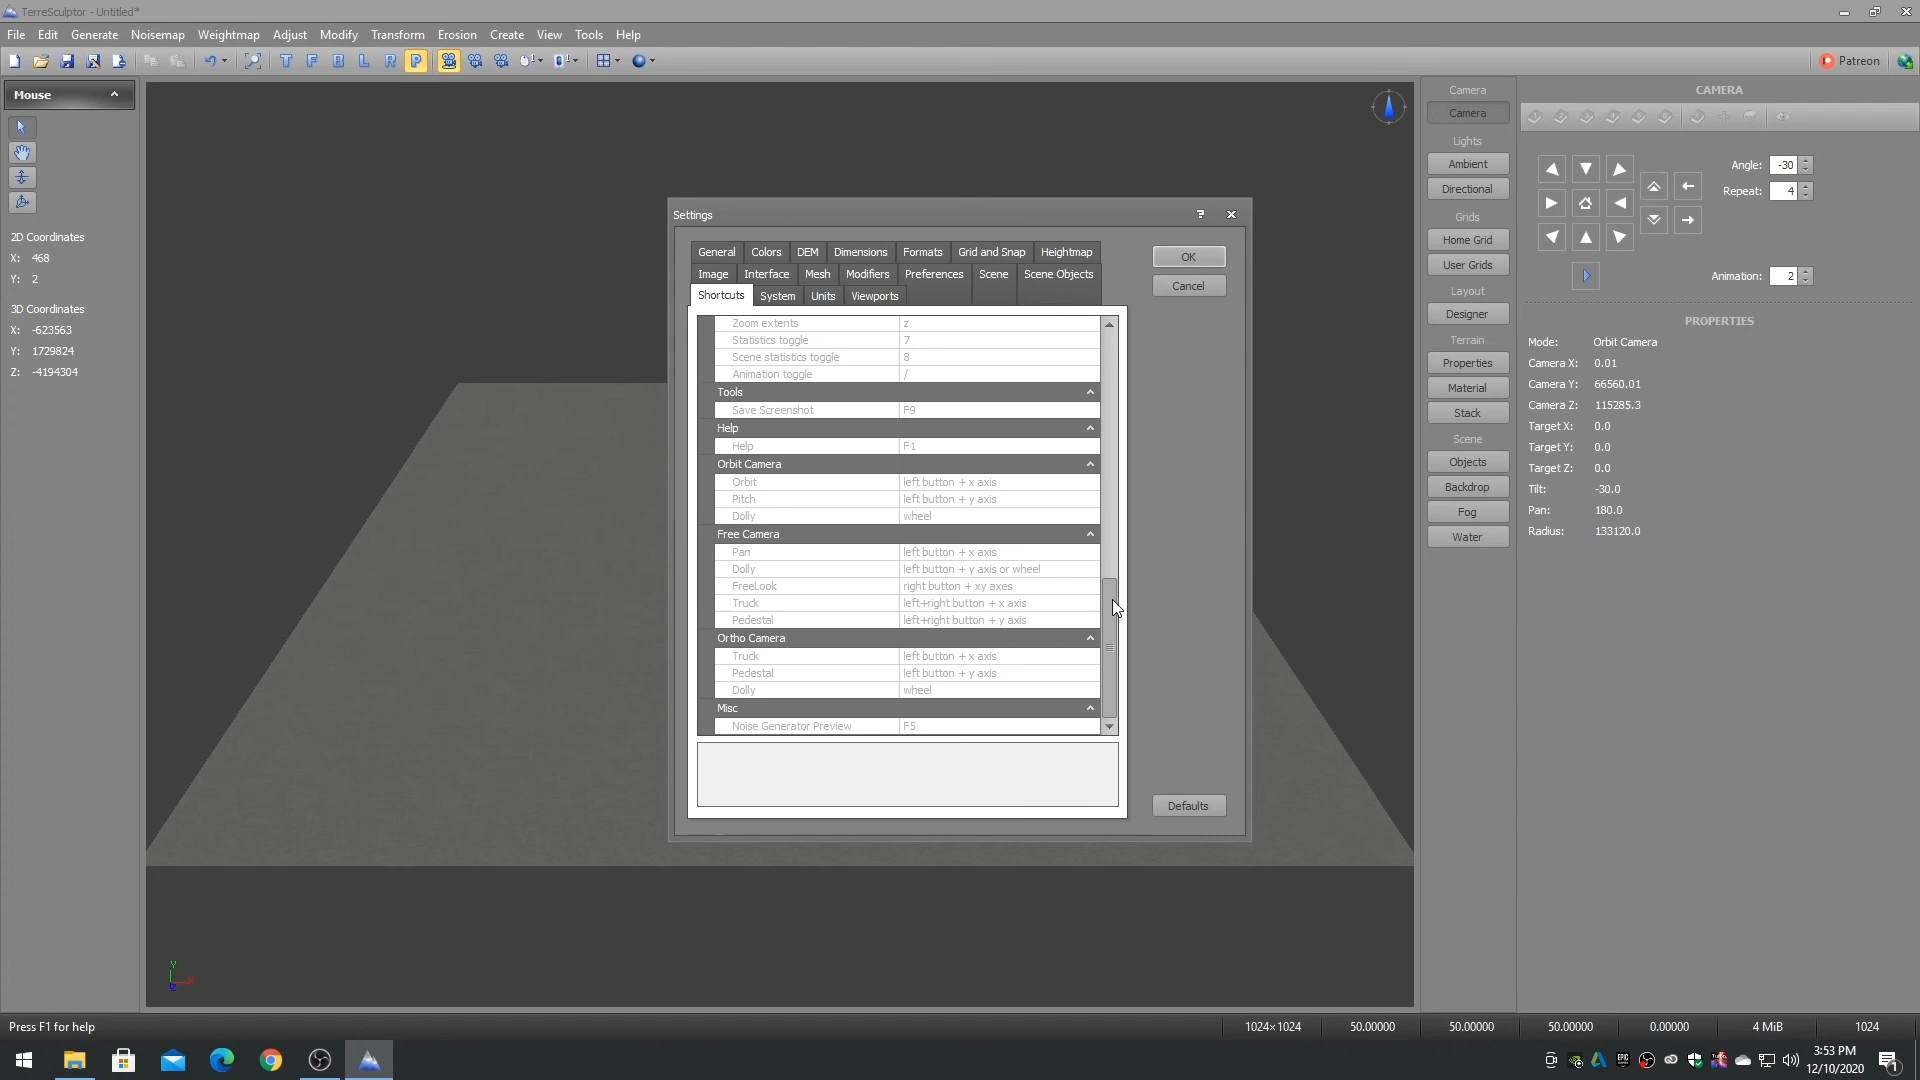 TerreSculptor - Untitled*
File Edit Generate Noisemap Weightmap Adjust Modify Transform Erosion Create View Tools Help
T F B L R P
Patreon
Mouse
2D Coordinates
X: 468
Y: 2
3D Coordinates
X: -623563
Y: 1729824
Z: -4194304
Settings
General Colors DEM Dimensions Formats Grid and Snap Heightmap
Image Interface Mesh Modifiers Preferences Scene Scene Objects
Shortcuts System Units Viewports
OK
Cancel
Zoom extents z
Statistics toggle 7
Scene statistics toggle 8
Animation toggle /
Tools
Save Screenshot F9
Help
Help F1
Orbit Camera
Orbit left button + x axis
Pitch left button + y axis
Dolly wheel
Free Camera
Pan left button + x axis
Dolly left button + y axis or wheel
FreeLook right button + xy axes
Truck left+right button + x axis
Pedestal left+right button + y axis
Ortho Camera
Truck left button + x axis
Pedestal left button + y axis
Dolly wheel
Misc
Noise Generator Preview F5
Defaults
Camera
Camera
Lights
Ambient
Directional
Grids
Home Grid
User Grids
Layout
Designer
Terrain
Properties
Material
Stack
Scene
Objects
Backdrop
Fog
Water
CAMERA
Angle: -30
Repeat: 4
Animation: 2
PROPERTIES
Mode: Orbit Camera
Camera X: 0.01
Camera Y: 66560.01
Camera Z: 115285.3
Target X: 0.0
Target Y: 0.0
Target Z: 0.0
Tilt: -30.0
Pan: 180.0
Radius: 133120.0
Press F1 for help
1024×1024 50.00000 50.00000 50.00000 0.00000 4 MiB 1024
3:53 PM
12/10/2020